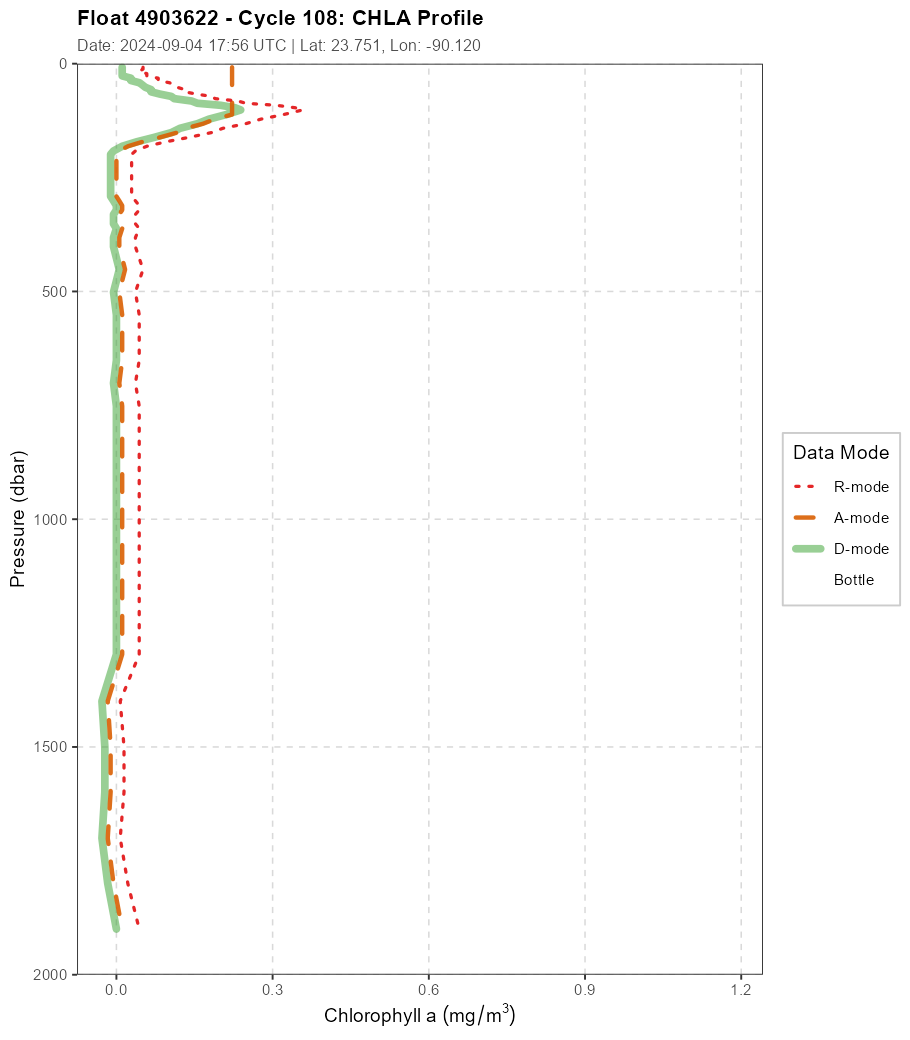 Float 4903622 - Cycle 108: CHLA Profile
Date: 2024-09-04 17:56 UTC | Lat: 23.751, Lon: -90.120
0
500
1000
1500
2000
Pressure (dbar)
0.0 0.3 0.6 0.9 1.2
Chlorophyll a (mg/m³)
Data Mode
R-mode
A-mode
D-mode
Bottle